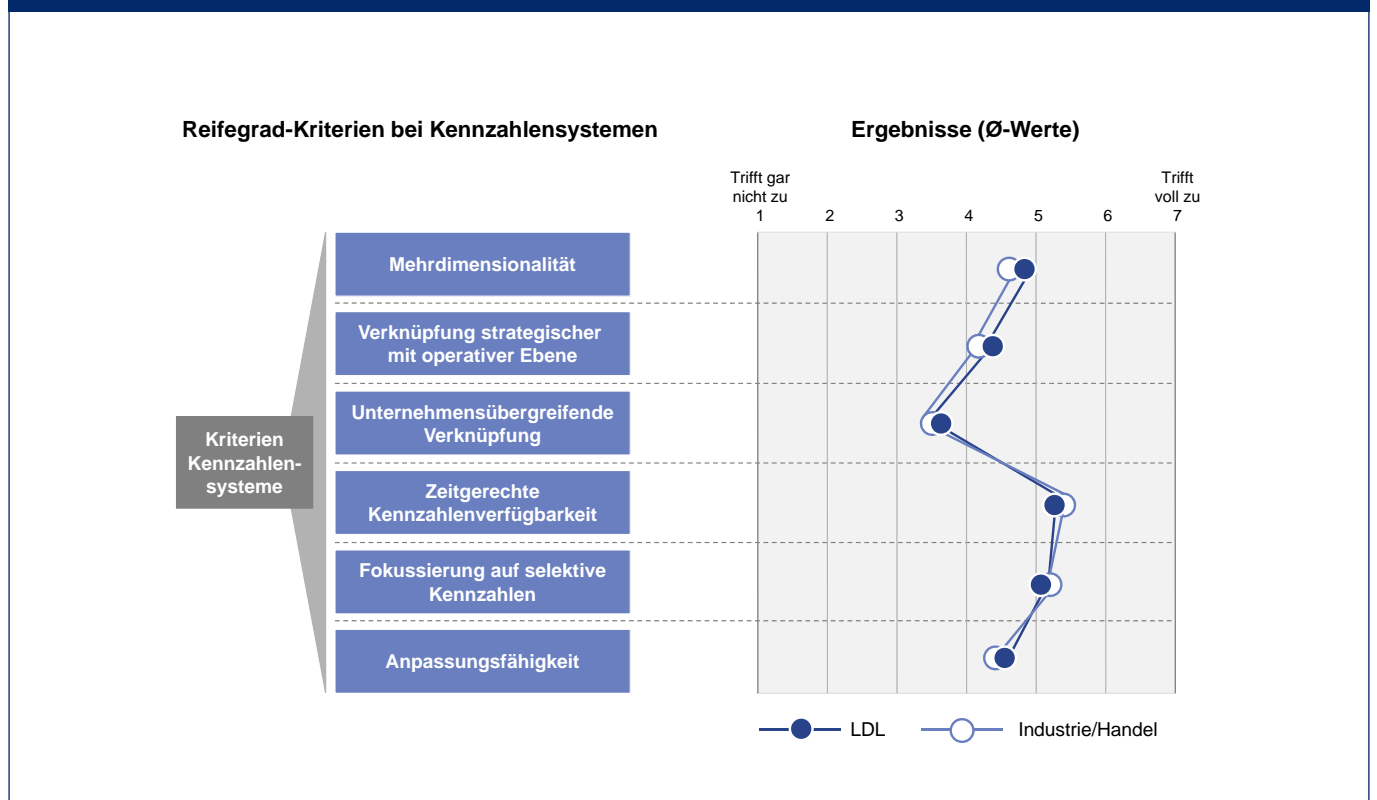 Reifegrad-Kriterien bei Kennzahlensystemen
Ergebnisse (Ø-Werte)
Trifft gar
nicht zu
Trifft
voll zu
1 2 3 4 5 6 7
Kriterien
Kennzahlen-
systeme
Mehrdimensionalität
Verknüpfung strategischer
mit operativer Ebene
Unternehmensübergreifende
Verknüpfung
Zeitgerechte
Kennzahlenverfügbarkeit
Fokussierung auf selektive
Kennzahlen
Anpassungsfähigkeit
LDL
Industrie/Handel